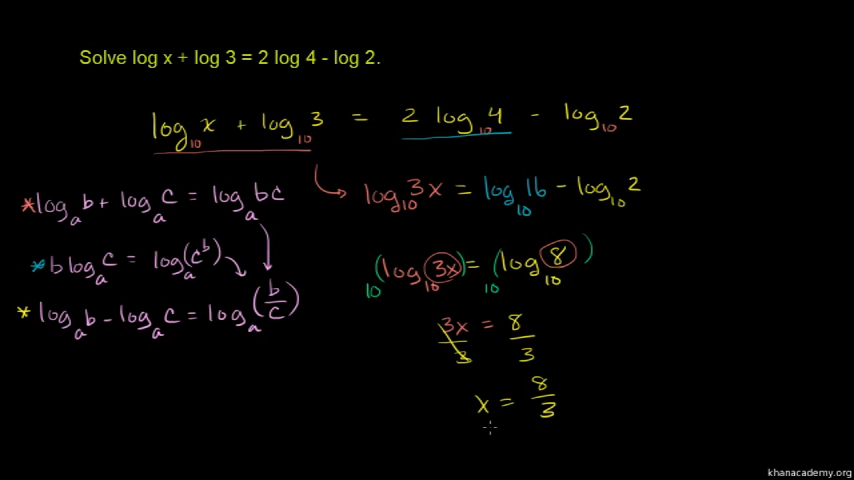 Solve log x + log 3 = 2 log 4 - log 2.
log₁₀ x + log₁₀ 3 = 2 log₁₀ 4 - log₁₀ 2
*logₐ b + logₐ c = logₐ bc
log₁₀ 3x = log₁₀ 16 - log₁₀ 2
*b logₐ c = logₐ(c^b)
10^(log₁₀ 3x) = 10^(log₁₀ 8)
*logₐ b - logₐ c = logₐ(b/c)
3x/3 = 8/3
x = 8/3
khanacademy.org